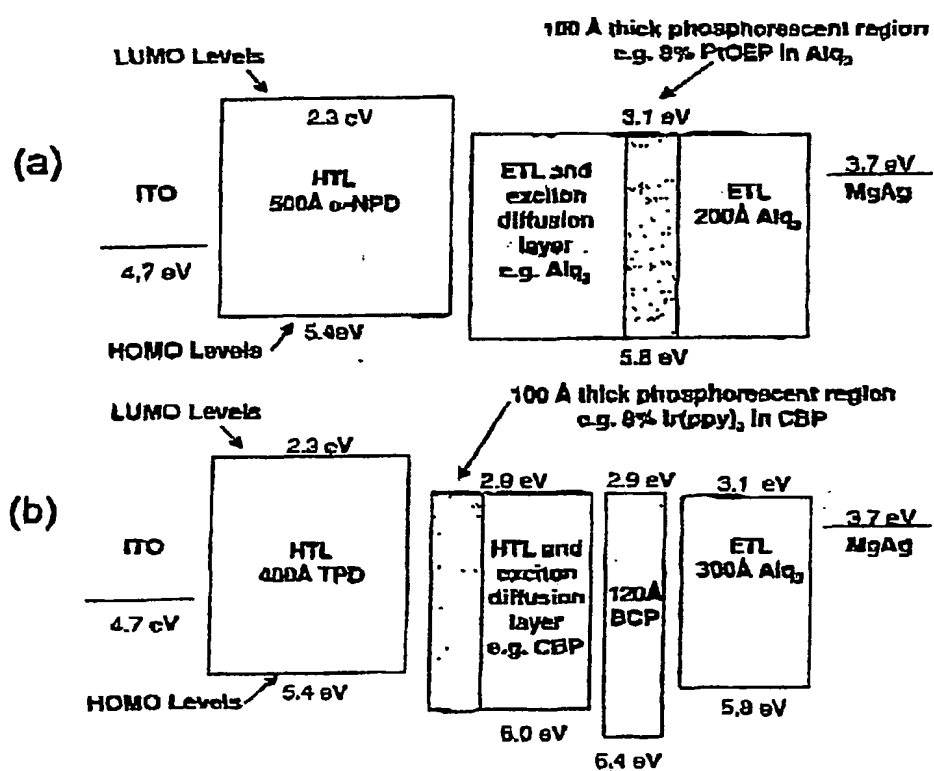 100 Å thick phosphorescent region
e.g. 8% PtOEP in Alq₃
LUMO Levels
2.3 eV
3.1 eV
(a)
ITO
HTL
500Å α-NPD
ETL and
exciton
diffusion
layer
e.g. Alq₃
ETL
200Å Alq₃
3.7 eV
MgAg
4.7 eV
5.4eV
5.8 eV
HOMO Levels
100 Å thick phosphorescent region
e.g. 8% Ir(ppy)₃ in CBP
LUMO Levels
2.3 eV
2.9 eV
2.9 eV
3.1 eV
(b)
ITO
HTL
400Å TPD
HTL and
exciton
diffusion
layer
e.g. CBP
120Å
BCP
ETL
300Å Alq₃
3.7 eV
MgAg
4.7 eV
HOMO Levels
5.4 eV
6.0 eV
6.4 eV
5.8 eV